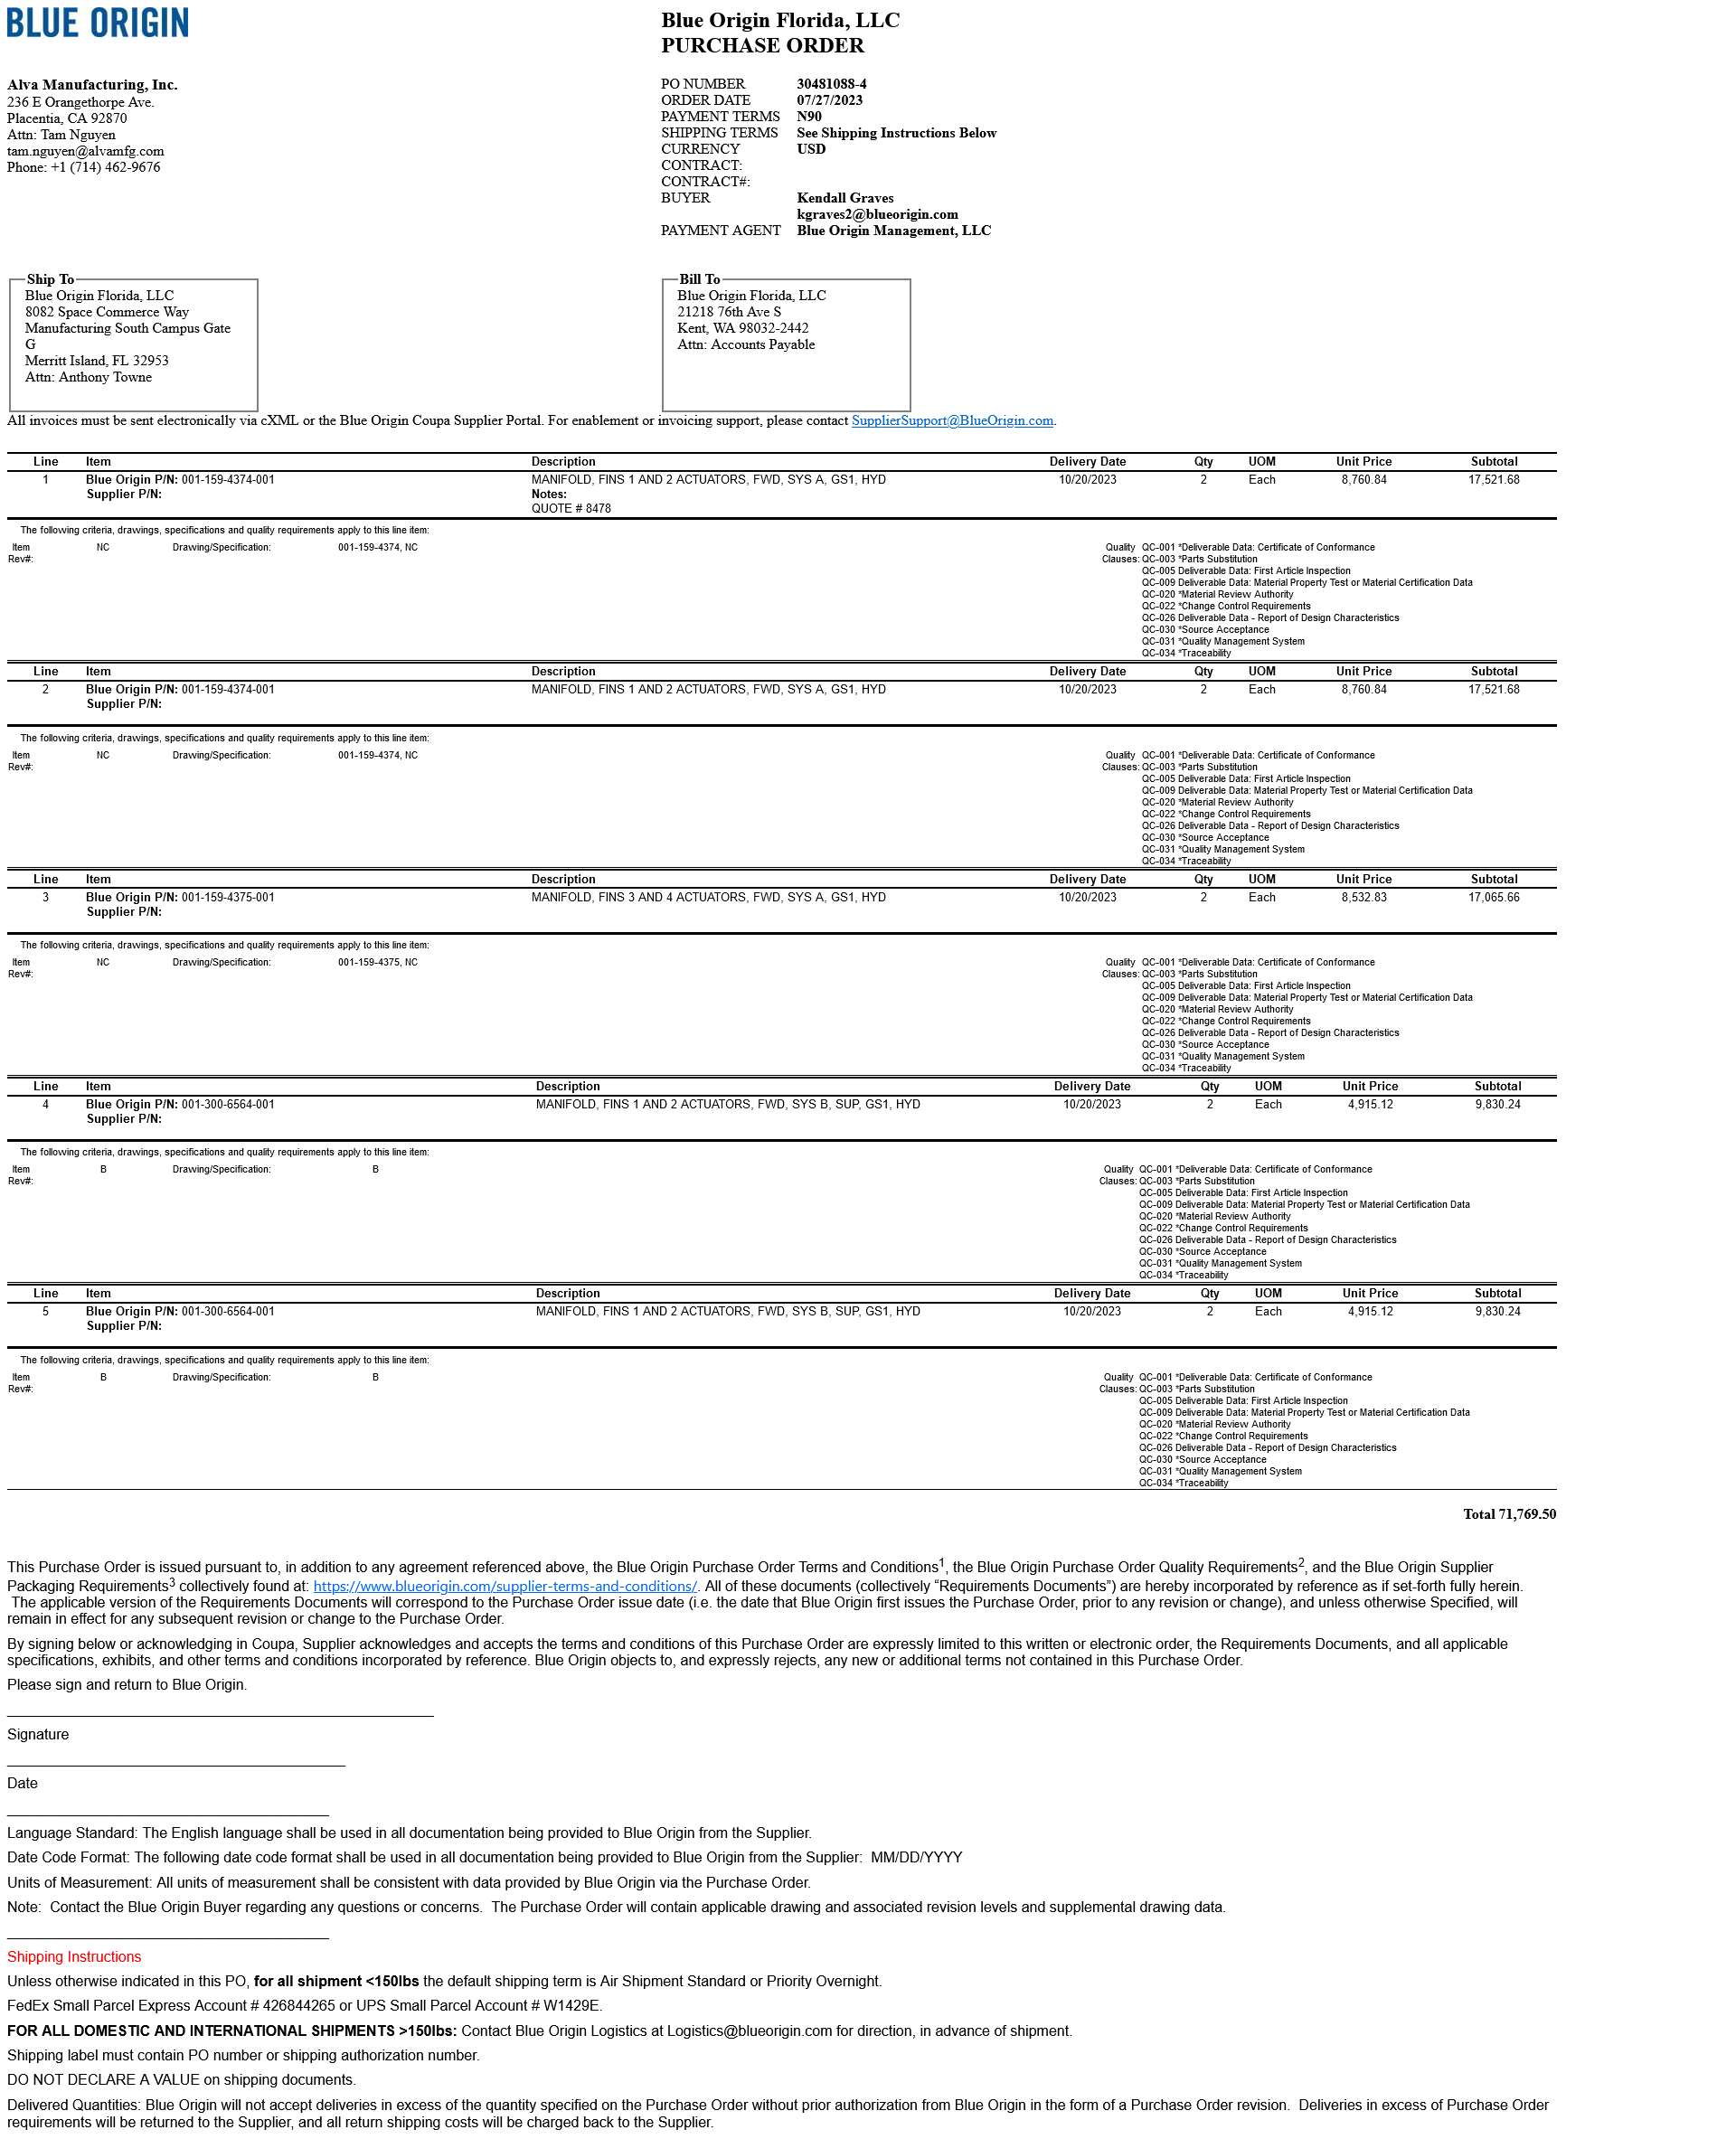 BLUE ORIGIN
Blue Origin Florida, LLC
PURCHASE ORDER
Alva Manufacturing, Inc.
236 E Orangethorpe Ave.
Placentia, CA 92870
Attn: Tam Nguyen
tam.nguyen@alvamfg.com
Phone: +1 (714) 462-9676
PO NUMBER 30481088-4
ORDER DATE 07/27/2023
PAYMENT TERMS N90
SHIPPING TERMS See Shipping Instructions Below
CURRENCY USD
CONTRACT:
CONTRACT#:
BUYER Kendall Graves
kgraves2@blueorigin.com
PAYMENT AGENT Blue Origin Management, LLC
Ship To
Blue Origin Florida, LLC
8082 Space Commerce Way
Manufacturing South Campus Gate
G
Merritt Island, FL 32953
Attn: Anthony Towne
Bill To
Blue Origin Florida, LLC
21218 76th Ave S
Kent, WA 98032-2442
Attn: Accounts Payable
All invoices must be sent electronically via cXML or the Blue Origin Coupa Supplier Portal. For enablement or invoicing support, please contact SupplierSupport@BlueOrigin.com.
Line Item Description Delivery Date Qty UOM Unit Price Subtotal
1 Blue Origin P/N: 001-159-4374-001 MANIFOLD, FINS 1 AND 2 ACTUATORS, FWD, SYS A, GS1, HYD 10/20/2023 2 Each 8,760.84 17,521.68
Supplier P/N: Notes:
QUOTE # 8478
The following criteria, drawings, specifications and quality requirements apply to this line item:
Item NC Drawing/Specification: 001-159-4374, NC Quality QC-001 *Deliverable Data: Certificate of Conformance
Rev#: Clauses: QC-003 *Parts Substitution
QC-005 Deliverable Data: First Article Inspection
QC-009 Deliverable Data: Material Property Test or Material Certification Data
QC-020 *Material Review Authority
QC-022 *Change Control Requirements
QC-026 Deliverable Data - Report of Design Characteristics
QC-030 *Source Acceptance
QC-031 *Quality Management System
QC-034 *Traceability
Line Item Description Delivery Date Qty UOM Unit Price Subtotal
2 Blue Origin P/N: 001-159-4374-001 MANIFOLD, FINS 1 AND 2 ACTUATORS, FWD, SYS A, GS1, HYD 10/20/2023 2 Each 8,760.84 17,521.68
Supplier P/N:
The following criteria, drawings, specifications and quality requirements apply to this line item:
Item NC Drawing/Specification: 001-159-4374, NC Quality QC-001 *Deliverable Data: Certificate of Conformance
Rev#: Clauses: QC-003 *Parts Substitution
QC-005 Deliverable Data: First Article Inspection
QC-009 Deliverable Data: Material Property Test or Material Certification Data
QC-020 *Material Review Authority
QC-022 *Change Control Requirements
QC-026 Deliverable Data - Report of Design Characteristics
QC-030 *Source Acceptance
QC-031 *Quality Management System
QC-034 *Traceability
Line Item Description Delivery Date Qty UOM Unit Price Subtotal
3 Blue Origin P/N: 001-159-4375-001 MANIFOLD, FINS 3 AND 4 ACTUATORS, FWD, SYS A, GS1, HYD 10/20/2023 2 Each 8,532.83 17,065.66
Supplier P/N:
The following criteria, drawings, specifications and quality requirements apply to this line item:
Item NC Drawing/Specification: 001-159-4375, NC Quality QC-001 *Deliverable Data: Certificate of Conformance
Rev#: Clauses: QC-003 *Parts Substitution
QC-005 Deliverable Data: First Article Inspection
QC-009 Deliverable Data: Material Property Test or Material Certification Data
QC-020 *Material Review Authority
QC-022 *Change Control Requirements
QC-026 Deliverable Data - Report of Design Characteristics
QC-030 *Source Acceptance
QC-031 *Quality Management System
QC-034 *Traceability
Line Item Description Delivery Date Qty UOM Unit Price Subtotal
4 Blue Origin P/N: 001-300-6564-001 MANIFOLD, FINS 1 AND 2 ACTUATORS, FWD, SYS B, SUP, GS1, HYD 10/20/2023 2 Each 4,915.12 9,830.24
Supplier P/N:
The following criteria, drawings, specifications and quality requirements apply to this line item:
Item B Drawing/Specification: B Quality QC-001 *Deliverable Data: Certificate of Conformance
Rev#: Clauses: QC-003 *Parts Substitution
QC-005 Deliverable Data: First Article Inspection
QC-009 Deliverable Data: Material Property Test or Material Certification Data
QC-020 *Material Review Authority
QC-022 *Change Control Requirements
QC-026 Deliverable Data - Report of Design Characteristics
QC-030 *Source Acceptance
QC-031 *Quality Management System
QC-034 *Traceability
Line Item Description Delivery Date Qty UOM Unit Price Subtotal
5 Blue Origin P/N: 001-300-6564-001 MANIFOLD, FINS 1 AND 2 ACTUATORS, FWD, SYS B, SUP, GS1, HYD 10/20/2023 2 Each 4,915.12 9,830.24
Supplier P/N:
The following criteria, drawings, specifications and quality requirements apply to this line item:
Item B Drawing/Specification: B Quality QC-001 *Deliverable Data: Certificate of Conformance
Rev#: Clauses: QC-003 *Parts Substitution
QC-005 Deliverable Data: First Article Inspection
QC-009 Deliverable Data: Material Property Test or Material Certification Data
QC-020 *Material Review Authority
QC-022 *Change Control Requirements
QC-026 Deliverable Data - Report of Design Characteristics
QC-030 *Source Acceptance
QC-031 *Quality Management System
QC-034 *Traceability
Total 71,769.50
This Purchase Order is issued pursuant to, in addition to any agreement referenced above, the Blue Origin Purchase Order Terms and Conditions1, the Blue Origin Purchase Order Quality Requirements2, and the Blue Origin Supplier
Packaging Requirements3 collectively found at: https://www.blueorigin.com/supplier-terms-and-conditions/. All of these documents (collectively “Requirements Documents”) are hereby incorporated by reference as if set-forth fully herein.
The applicable version of the Requirements Documents will correspond to the Purchase Order issue date (i.e. the date that Blue Origin first issues the Purchase Order, prior to any revision or change), and unless otherwise Specified, will
remain in effect for any subsequent revision or change to the Purchase Order.
By signing below or acknowledging in Coupa, Supplier acknowledges and accepts the terms and conditions of this Purchase Order are expressly limited to this written or electronic order, the Requirements Documents, and all applicable
specifications, exhibits, and other terms and conditions incorporated by reference. Blue Origin objects to, and expressly rejects, any new or additional terms not contained in this Purchase Order.
Please sign and return to Blue Origin.
Signature
Date
Language Standard: The English language shall be used in all documentation being provided to Blue Origin from the Supplier.
Date Code Format: The following date code format shall be used in all documentation being provided to Blue Origin from the Supplier: MM/DD/YYYY
Units of Measurement: All units of measurement shall be consistent with data provided by Blue Origin via the Purchase Order.
Note: Contact the Blue Origin Buyer regarding any questions or concerns. The Purchase Order will contain applicable drawing and associated revision levels and supplemental drawing data.
Shipping Instructions
Unless otherwise indicated in this PO, for all shipment <150lbs the default shipping term is Air Shipment Standard or Priority Overnight.
FedEx Small Parcel Express Account # 426844265 or UPS Small Parcel Account # W1429E.
FOR ALL DOMESTIC AND INTERNATIONAL SHIPMENTS >150lbs: Contact Blue Origin Logistics at Logistics@blueorigin.com for direction, in advance of shipment.
Shipping label must contain PO number or shipping authorization number.
DO NOT DECLARE A VALUE on shipping documents.
Delivered Quantities: Blue Origin will not accept deliveries in excess of the quantity specified on the Purchase Order without prior authorization from Blue Origin in the form of a Purchase Order revision. Deliveries in excess of Purchase Order
requirements will be returned to the Supplier, and all return shipping costs will be charged back to the Supplier.